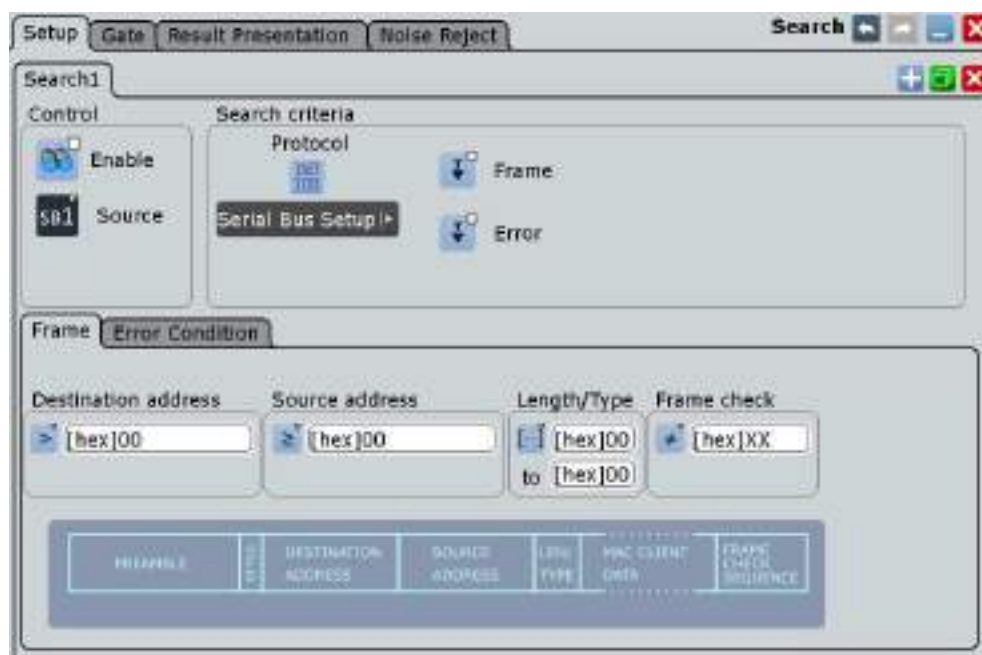 Setup Gate Result Presentation Noise Reject Search
Search1
Control Search criteria
Protocol
Enable
Frame
SB1 Source
Serial Bus Setup
Error
Frame Error Condition
Destination address Source address Length/Type Frame check
> [hex]00 ≥ [hex]00 [hex]00 ≠ [hex]XX
to [hex]00
PREAMBLE DESTINATION ADDRESS SOURCE ADDRESS TYPE MAC CLIENT DATA FRAME CHECK SEQUENCE